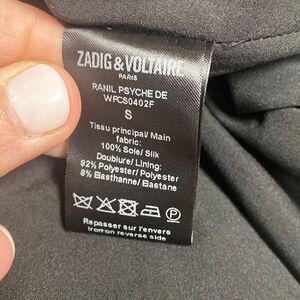 ZADIG & VOLTAIRE
PARIS
RANIL PSYCHE DE
WFCS0402F
S
Tissu principal/ Main
fabric:
100% Soie/ Silk
Doublure/ Lining:
92% Polyester/ Polyester
8% Elasthanne/ Elastane
P
Repasser sur l'envers
Iron on reverse side